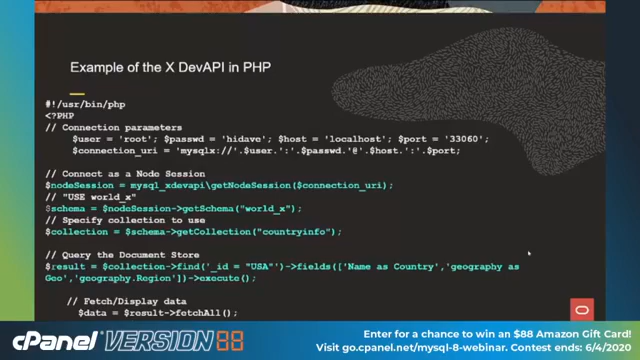 Example of the X DevAPI in PHP
#!/usr/bin/php
<?PHP
// Connection parameters
$user = 'root'; $passwd = 'hidave'; $host = 'localhost'; $port = '33060';
$connection_uri = 'mysqlx://'.$user.':'.$passwd.'@'.$host.':'.$port;
// Connect as a Node Session
$nodeSession = mysql_xdevapi\getNodeSession($connection_uri);
// "USE world_x"
$schema = $nodeSession->getSchema("world_x");
// Specify collection to use
$collection = $schema->getCollection("countryinfo");
// Query the Document Store
$result = $collection->find('_id = "USA"')->fields(['Name as Country','geography as
Geo','geography.Region'])->execute();
// Fetch/Display data
$data = $result->fetchAll();
cPanel VERSION 88
Enter for a chance to win an $88 Amazon Gift Card!
Visit go.cpanel.net/mysql-8-webinar. Contest ends: 6/4/2020